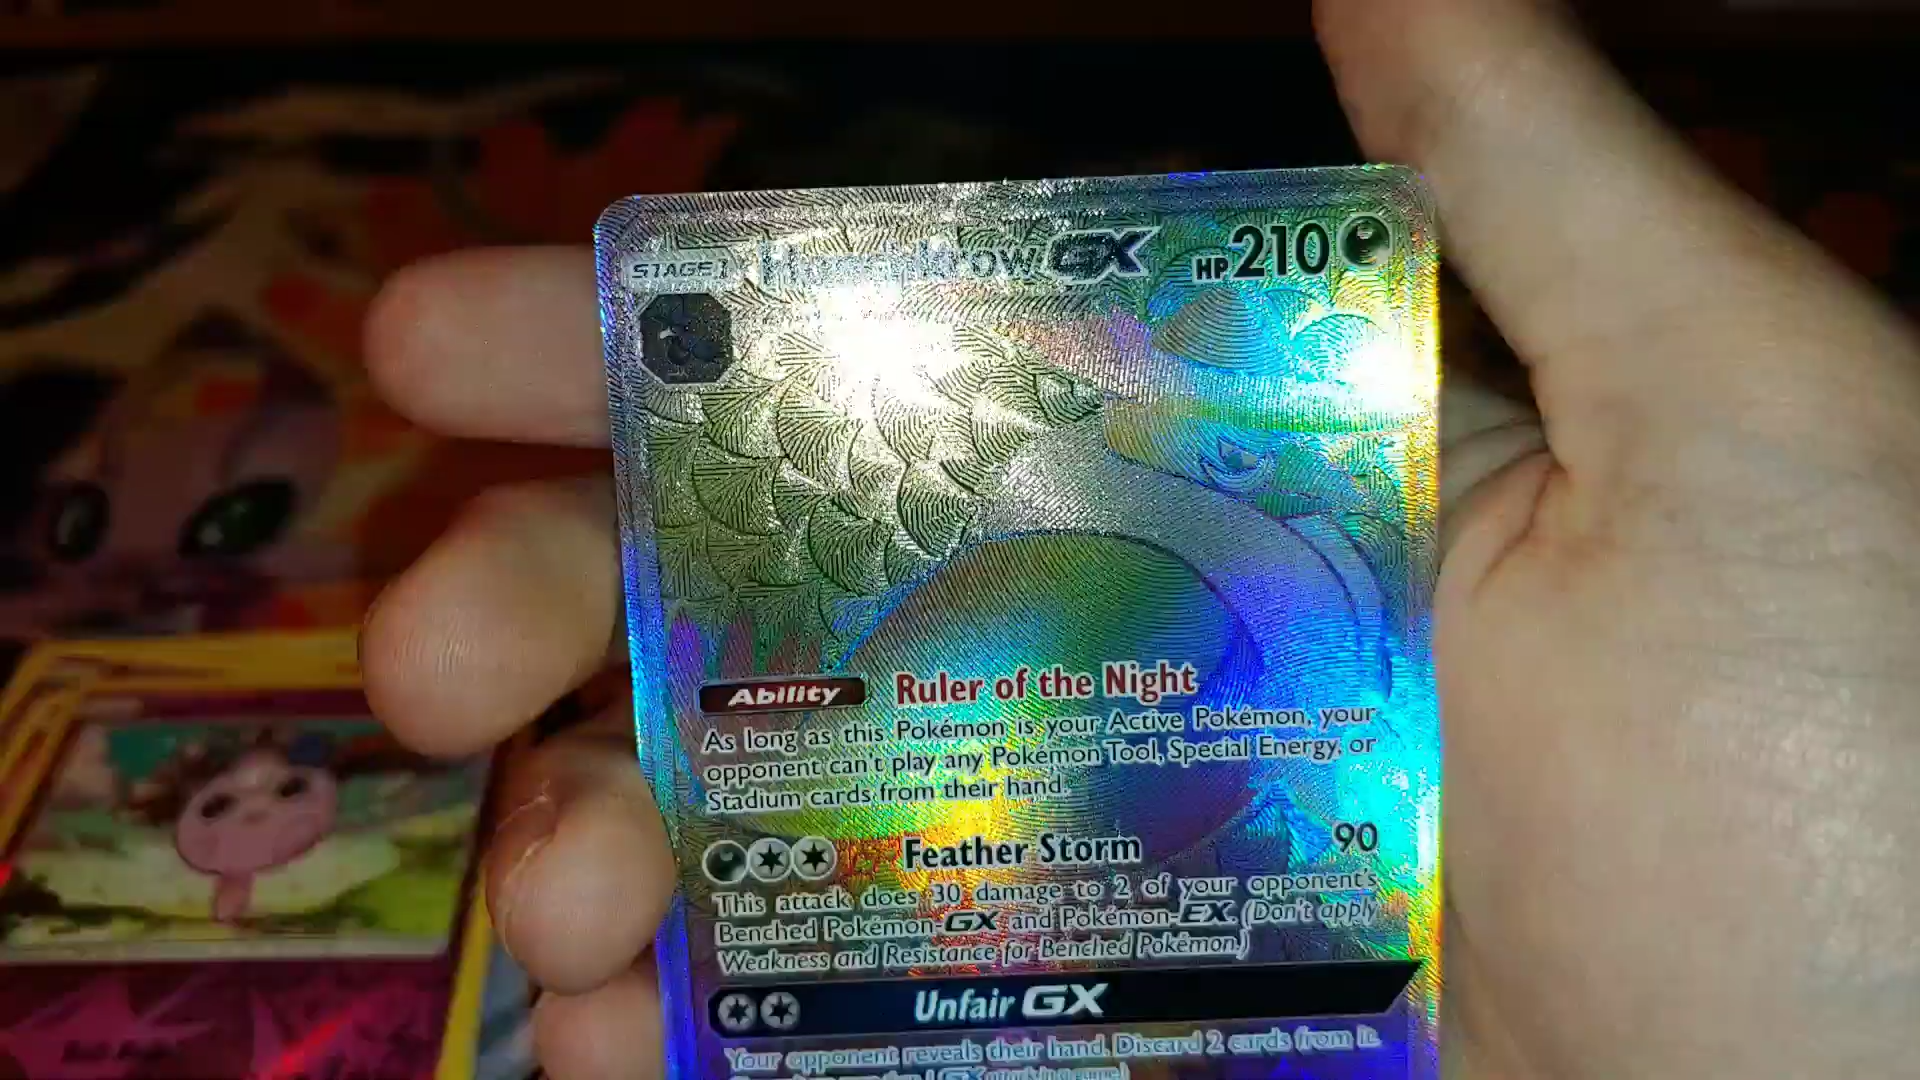 STAGE 1 Honchkrow GX HP 210
Ability Ruler of the Night
As long as this Pokémon is your Active Pokémon, your
opponent can't play any Pokémon Tool, Special Energy, or
Stadium cards from their hand.
Feather Storm 90
This attack does 30 damage to 2 of your opponent's
Benched Pokémon-GX and Pokémon-EX. (Don't apply
Weakness and Resistance for Benched Pokémon.)
Unfair GX
Your opponent reveals their hand. Discard 2 cards from it.